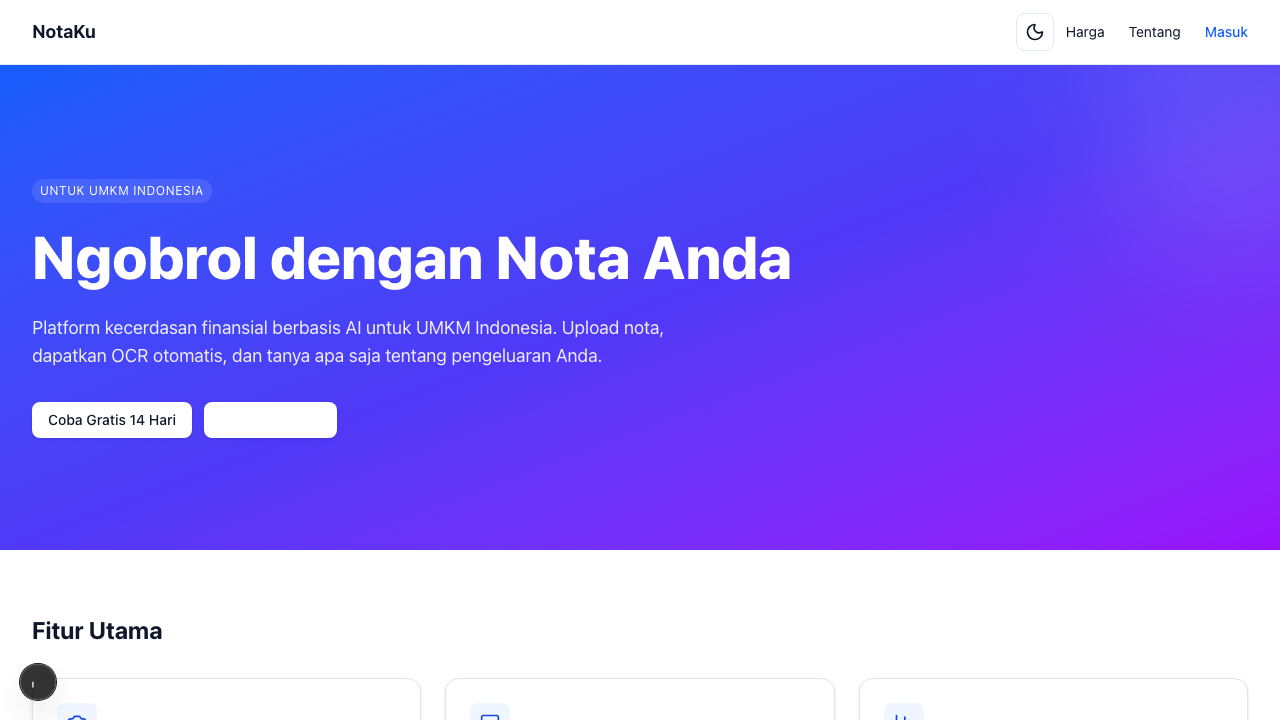 NotaKu
Harga
Tentang
Masuk
UNTUK UMKM INDONESIA
Ngobrol dengan Nota Anda
Platform kecerdasan finansial berbasis AI untuk UMKM Indonesia. Upload nota,
dapatkan OCR otomatis, dan tanya apa saja tentang pengeluaran Anda.
Coba Gratis 14 Hari
Fitur Utama